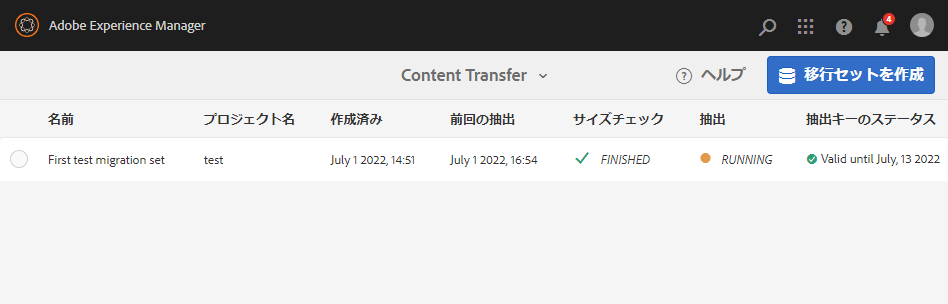 Adobe Experience Manager
4
Content Transfer
ヘルプ
移行セットを作成
名前 プロジェクト名 作成済み 前回の抽出 サイズチェック 抽出 抽出キーのステータス
First test migration set test July 1 2022, 14:51 July 1 2022, 16:54 FINISHED RUNNING Valid until July, 13 2022